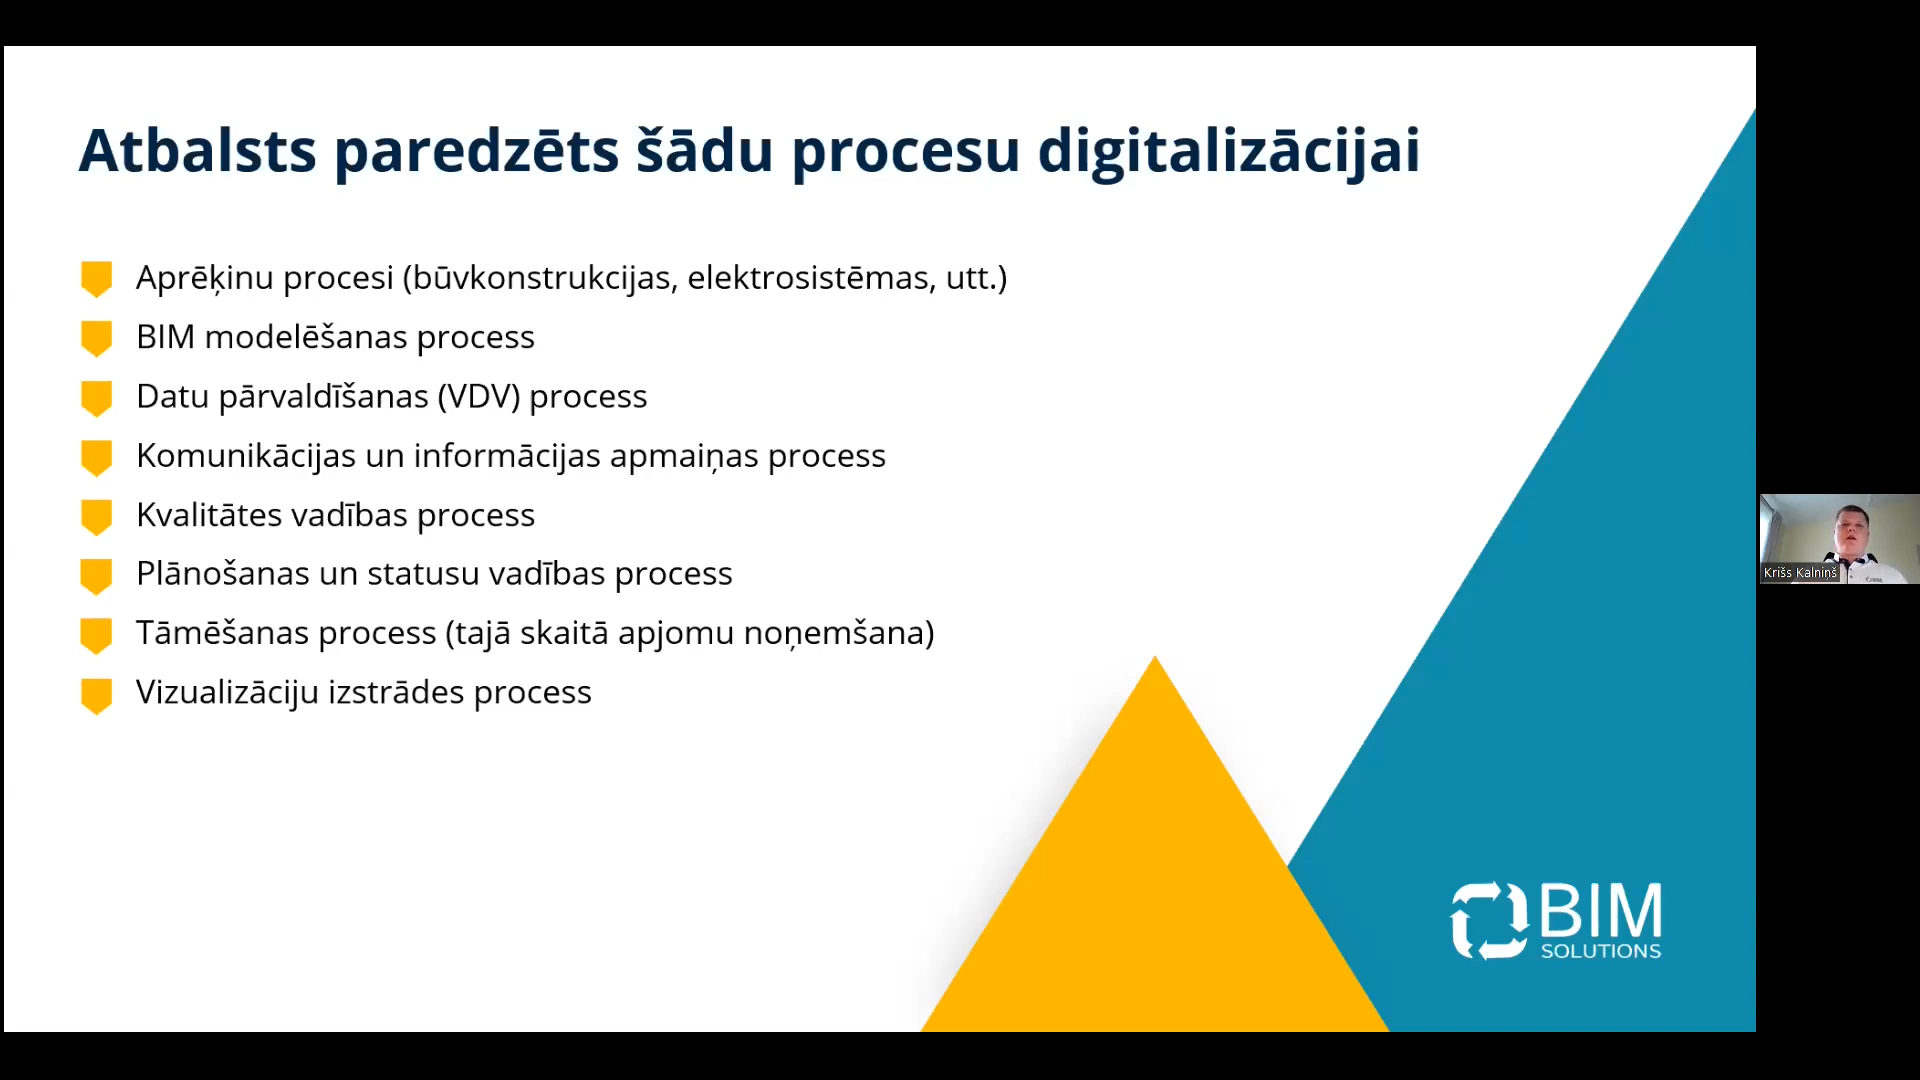 Atbalsts paredzēts šādu procesu digitalizācijai
Aprēķinu procesi (būvkonstrukcijas, elektrosistēmas, utt.)
BIM modelēšanas process
Datu pārvaldīšanas (VDV) process
Komunikācijas un informācijas apmaiņas process
Kvalitātes vadības process
Plānošanas un statusu vadības process
Tāmēšanas process (tajā skaitā apjomu noņemšana)
Vizualizāciju izstrādes process
Krišs Kalniņš
BIM
SOLUTIONS